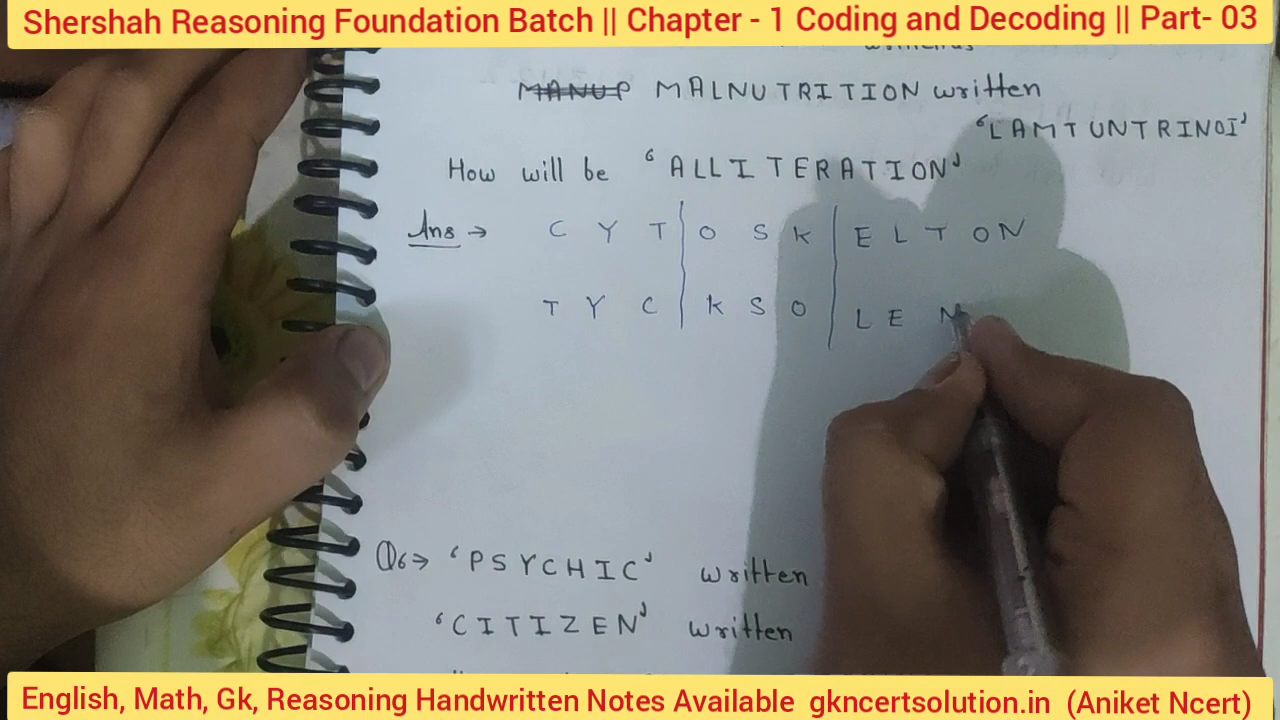 Shershah Reasoning Foundation Batch || Chapter - 1 Coding and Decoding || Part- 03
MALNUTRITION written
'LAMTUNTRINOI'
How will be 'ALLITERATION'
Ans → C Y T | O S K | E L T O N
T Y C | K S O | L E N
Q6→ 'PSYCHIC' written
'CITIZEN' written
English, Math, Gk, Reasoning Handwritten Notes Available gkncertsolution.in (Aniket Ncert)